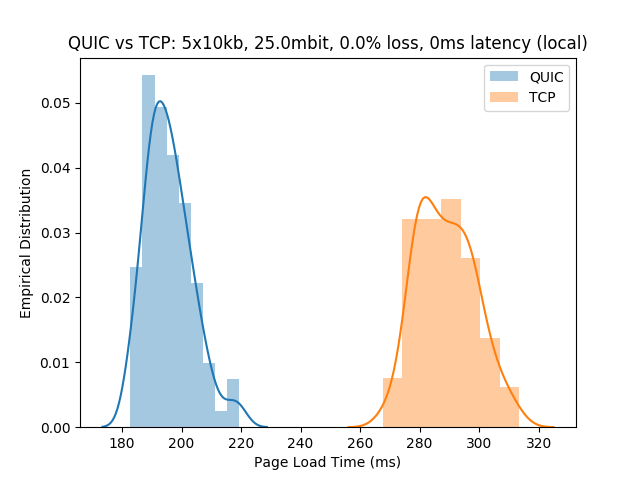 QUIC vs TCP: 5x10kb, 25.0mbit, 0.0% loss, 0ms latency (local)
QUIC
TCP
Empirical Distribution
0.05
0.04
0.03
0.02
0.01
0.00
180 200 220 240 260 280 300 320
Page Load Time (ms)